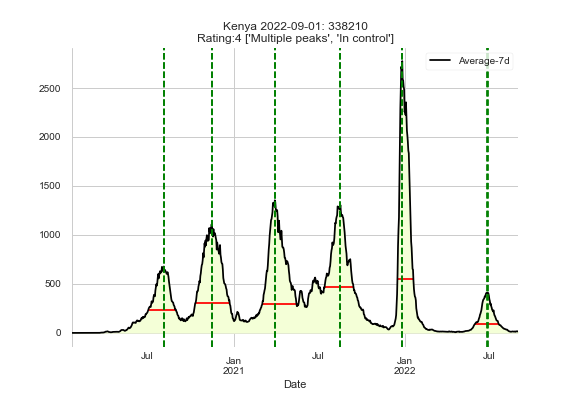 Kenya 2022-09-01: 338210
Rating:4 ['Multiple peaks', 'In control']
Average-7d
2500
2000
1500
1000
500
0
Jul
Jan
2021
Jul
Jan
2022
Jul
Date